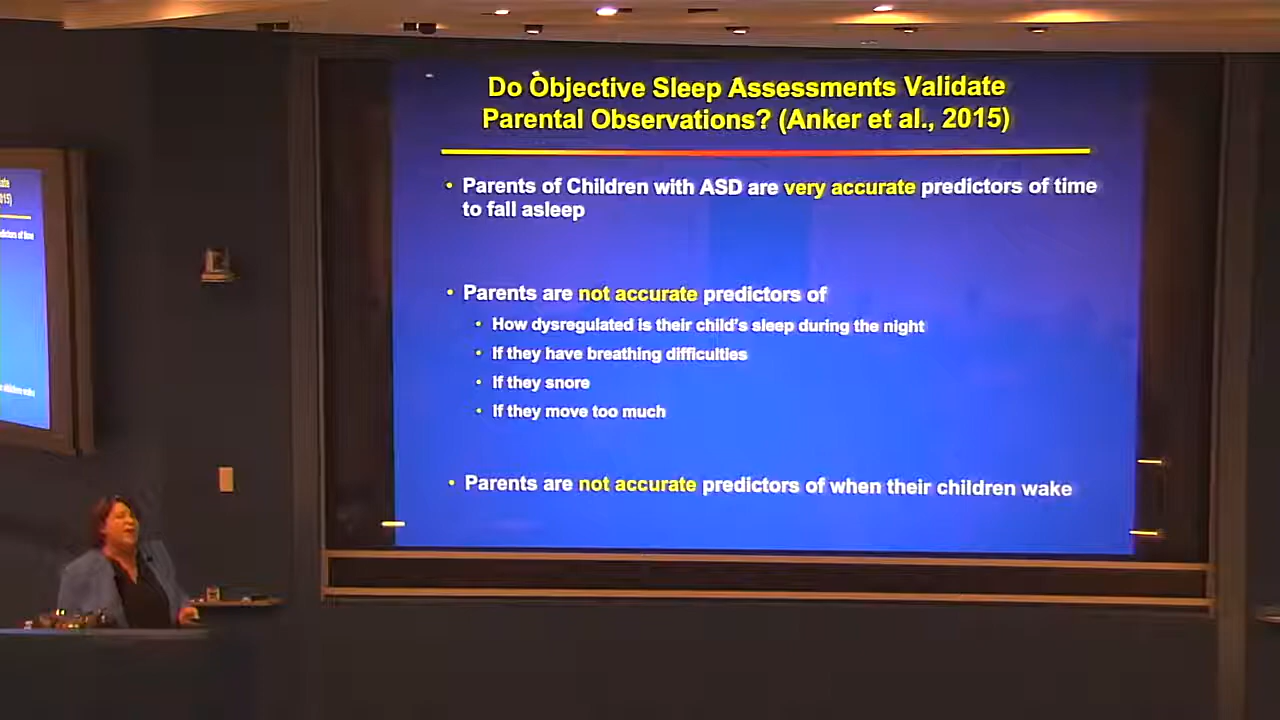 Do Objective Sleep Assessments Validate
Parental Observations? (Anker et al., 2015)
• Parents of Children with ASD are very accurate predictors of time
to fall asleep
• Parents are not accurate predictors of
• How dysregulated is their child's sleep during the night
• If they have breathing difficulties
• If they snore
• If they move too much
• Parents are not accurate predictors of when their children wake